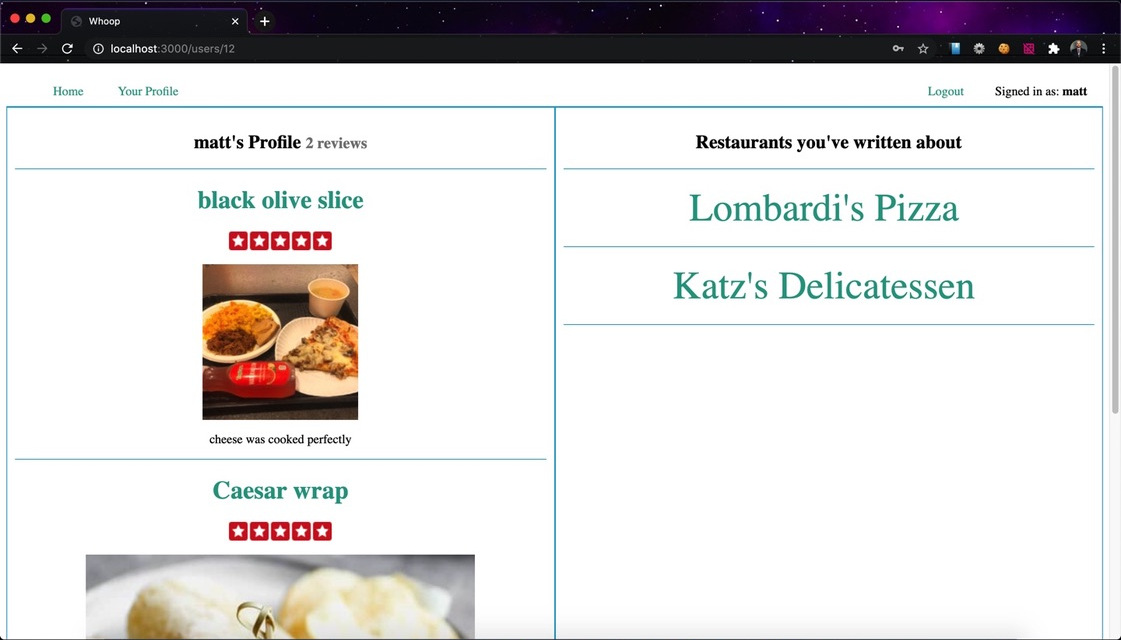 Whoop
localhost:3000/users/12
Home
Your Profile
Logout
Signed in as: matt
matt's Profile 2 reviews
black olive slice
cheese was cooked perfectly
Caesar wrap
Restaurants you've written about
Lombardi's Pizza
Katz's Delicatessen